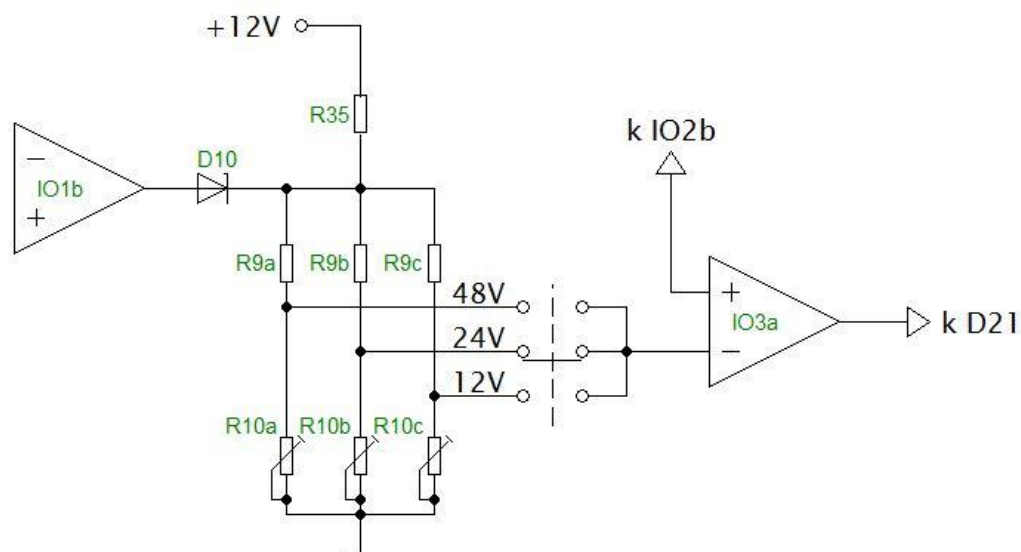 +12V
R35
k IO2b
D10
−
IO1b
+
R9a
R9b
R9c
48V
+
IO3a
k D21
24V
−
12V
R10a
R10b
R10c